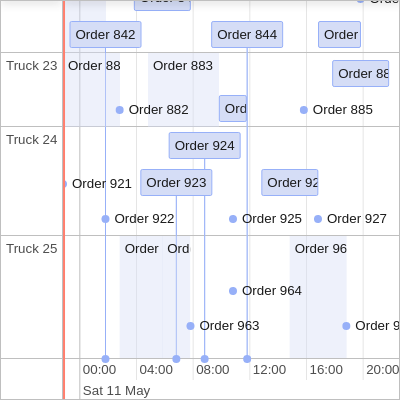 Order 842
Order 844
Order
Truck 23
Order 88
Order 883
Order 88
Order 882
Ord
Order 885
Truck 24
Order 924
Order 921
Order 923
Order 92
Order 922
Order 925
Order 927
Truck 25
Order
Ord
Order 96
Order 964
Order 963
Order 9
00:00
04:00
08:00
12:00
16:00
20:00
Sat 11 May